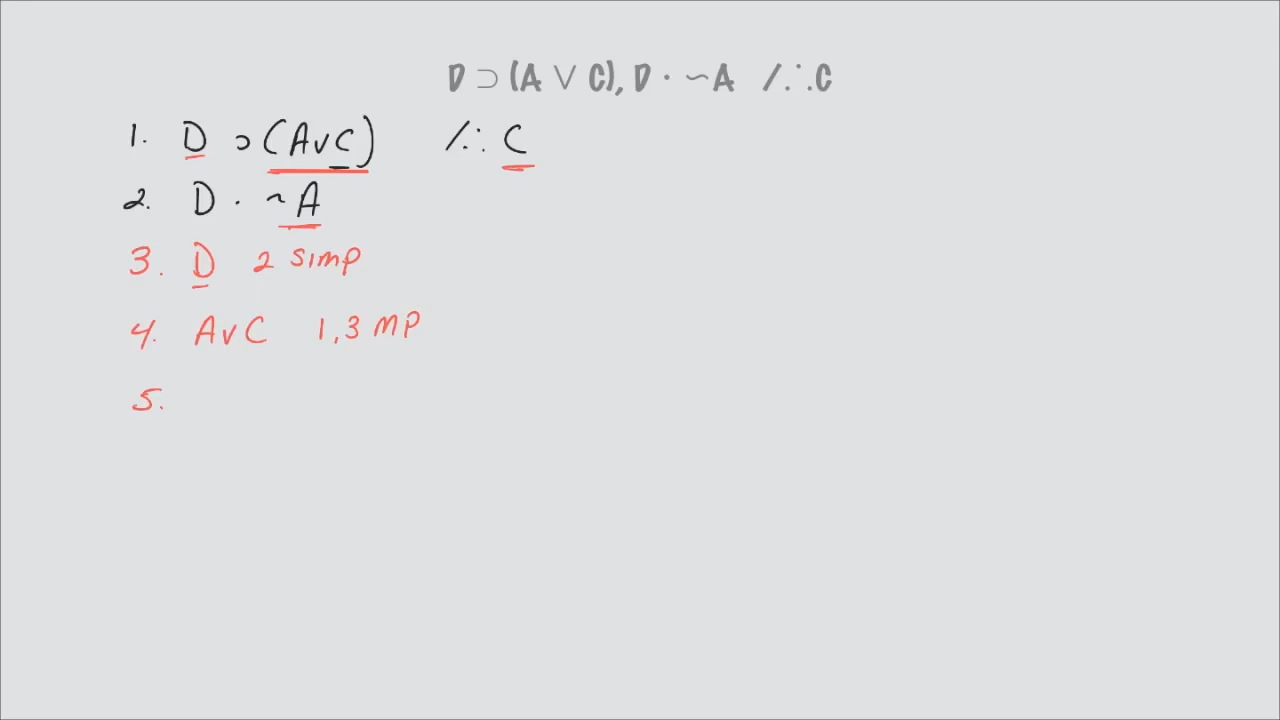 D ⊃ (A ∨ C), D · ~A /∴C
1. D ⊃ (A v C) /∴ C
2. D · ~A
3. D 2 simp
4. A v C 1,3 MP
5.